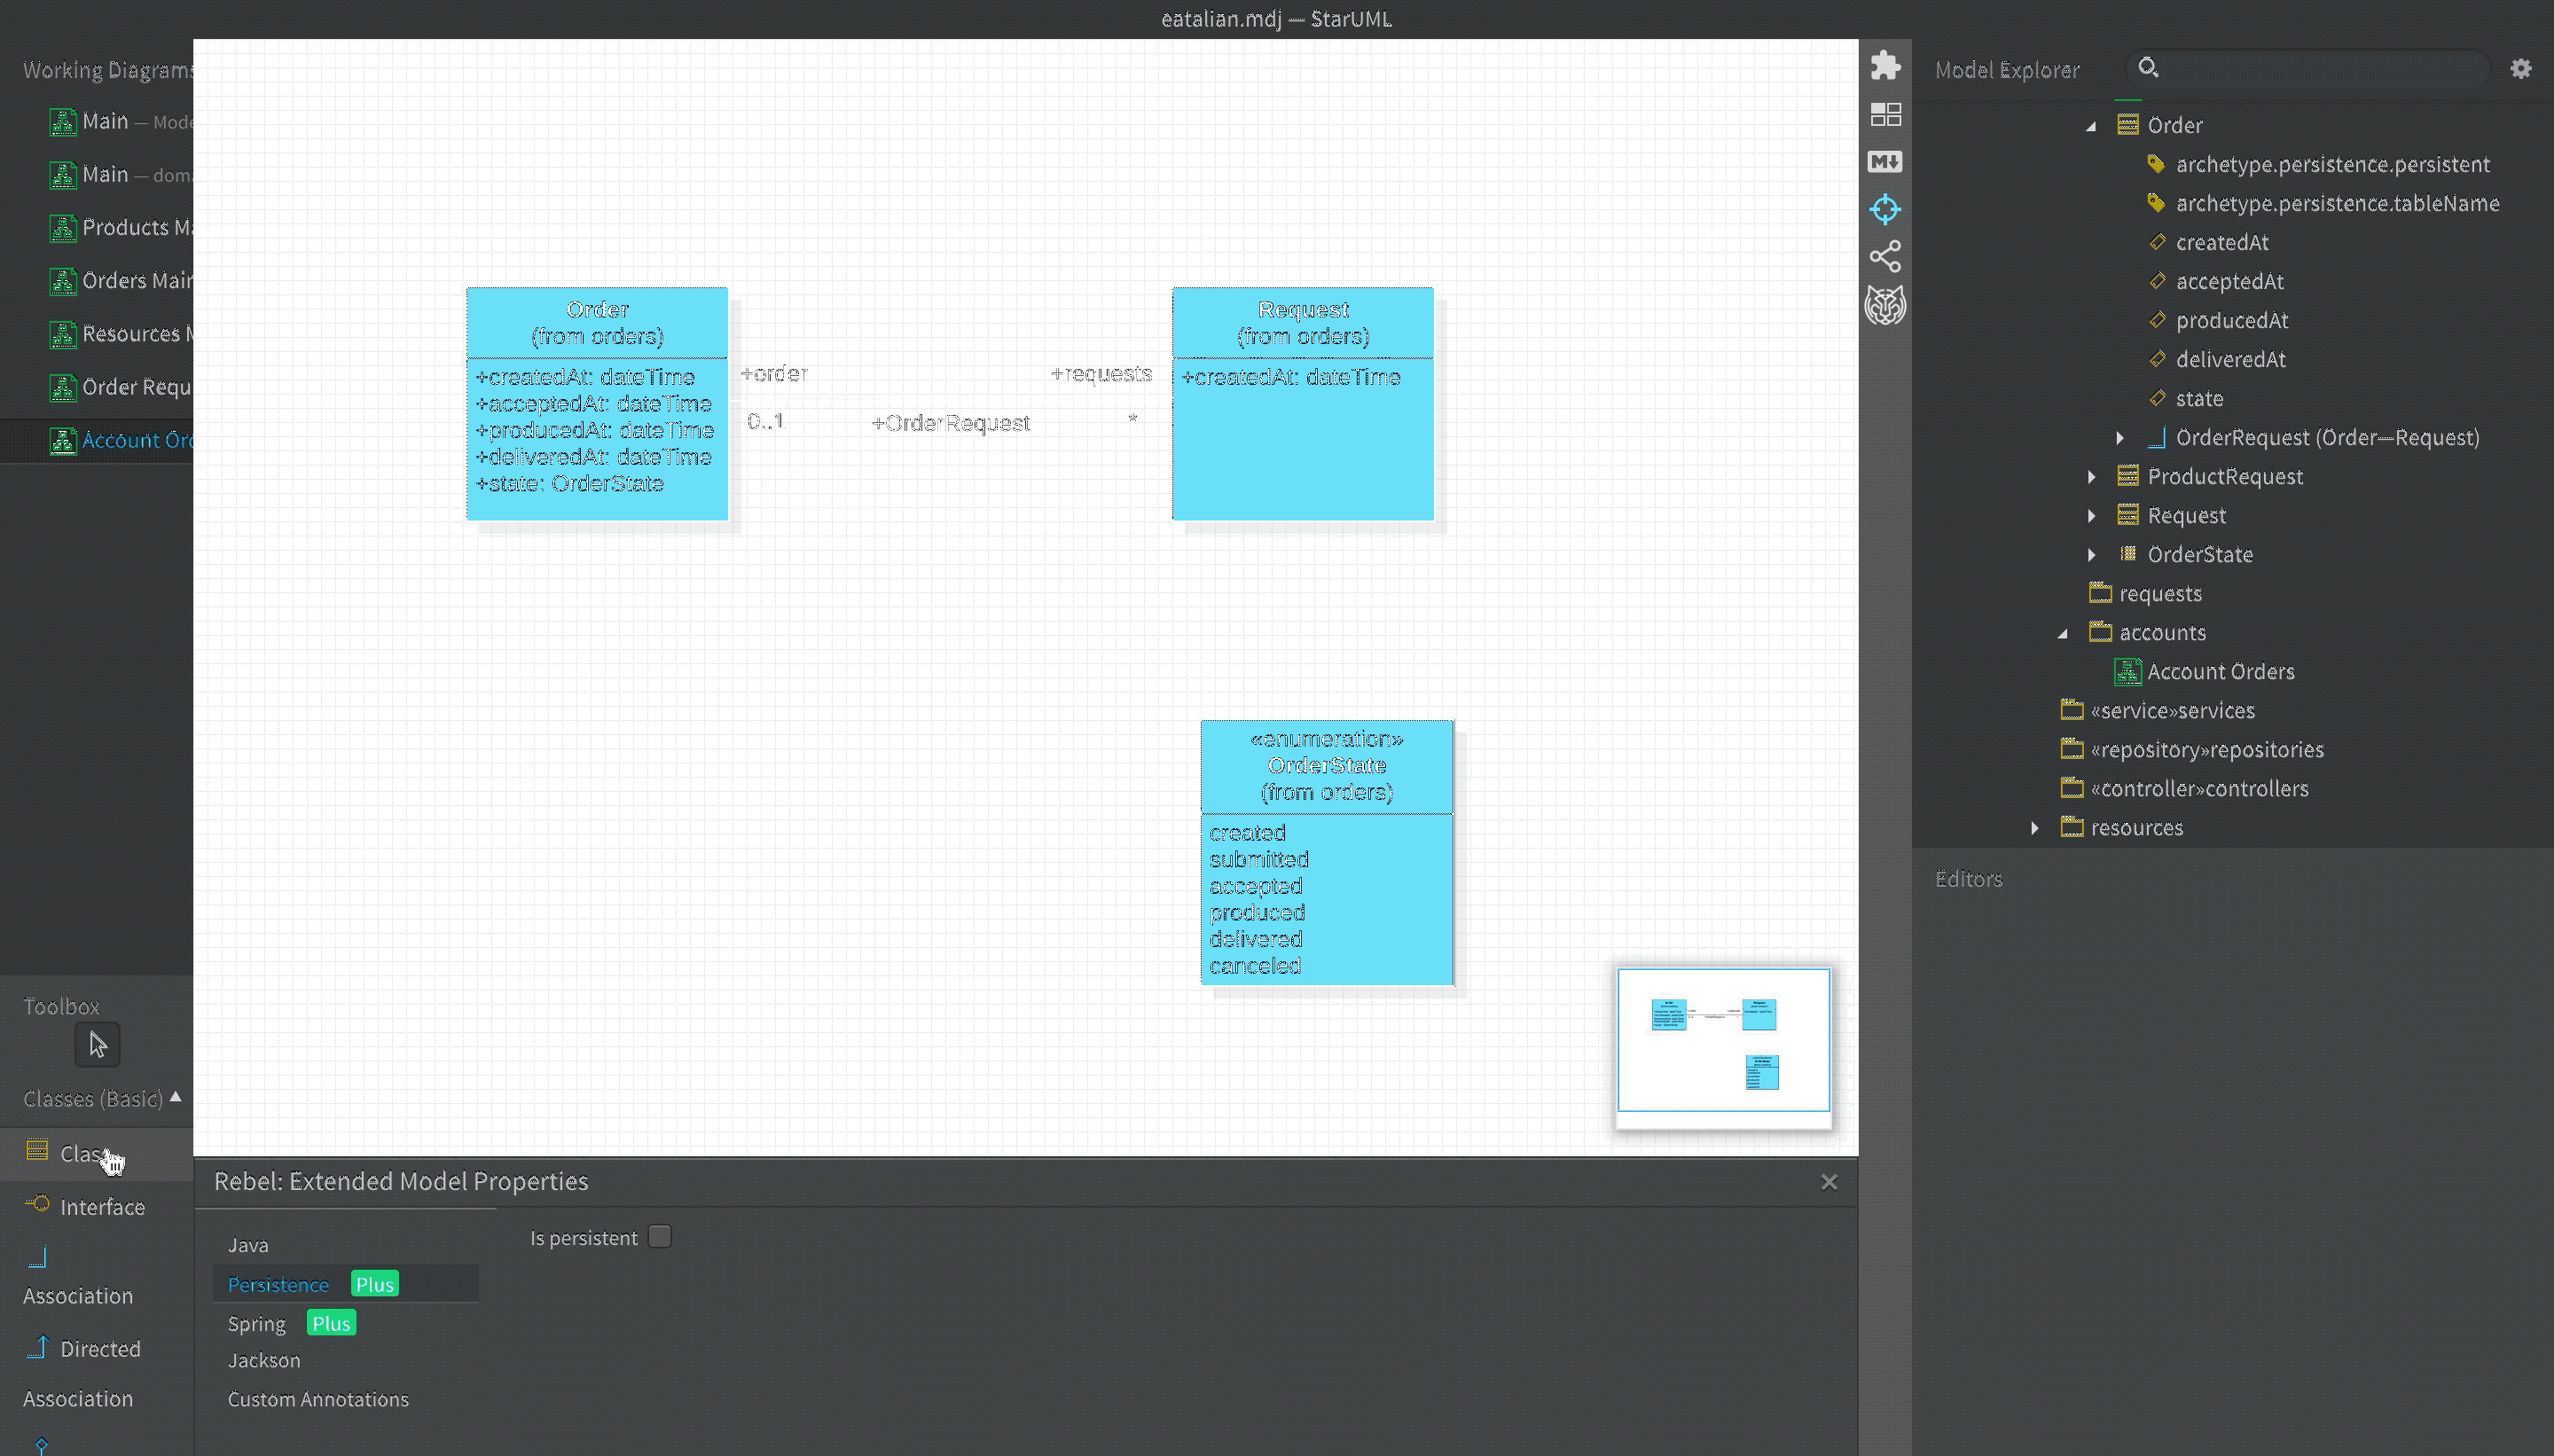 eatalian.mdj — StarUML
Working Diagrams
Main — Mode
Main — doma
Products Ma
Orders Main
Resources M
Order Requ
Account Ord
Toolbox
Classes (Basic)
Class
Interface
Association
Directed
Association
Order
(from orders)
+createdAt: dateTime
+acceptedAt: dateTime
+producedAt: dateTime
+deliveredAt: dateTime
+state: OrderState
+order
0..1
+OrderRequest
+requests
*
Request
(from orders)
+createdAt: dateTime
«enumeration»
OrderState
(from orders)
created
submitted
accepted
produced
delivered
canceled
Rebel: Extended Model Properties
Java
Persistence Plus
Spring Plus
Jackson
Custom Annotations
Is persistent
M
Model Explorer
Order
archetype.persistence.persistent
archetype.persistence.tableName
createdAt
acceptedAt
producedAt
deliveredAt
state
OrderRequest (Order—Request)
ProductRequest
Request
OrderState
requests
accounts
Account Orders
«service»services
«repository»repositories
«controller»controllers
resources
Editors